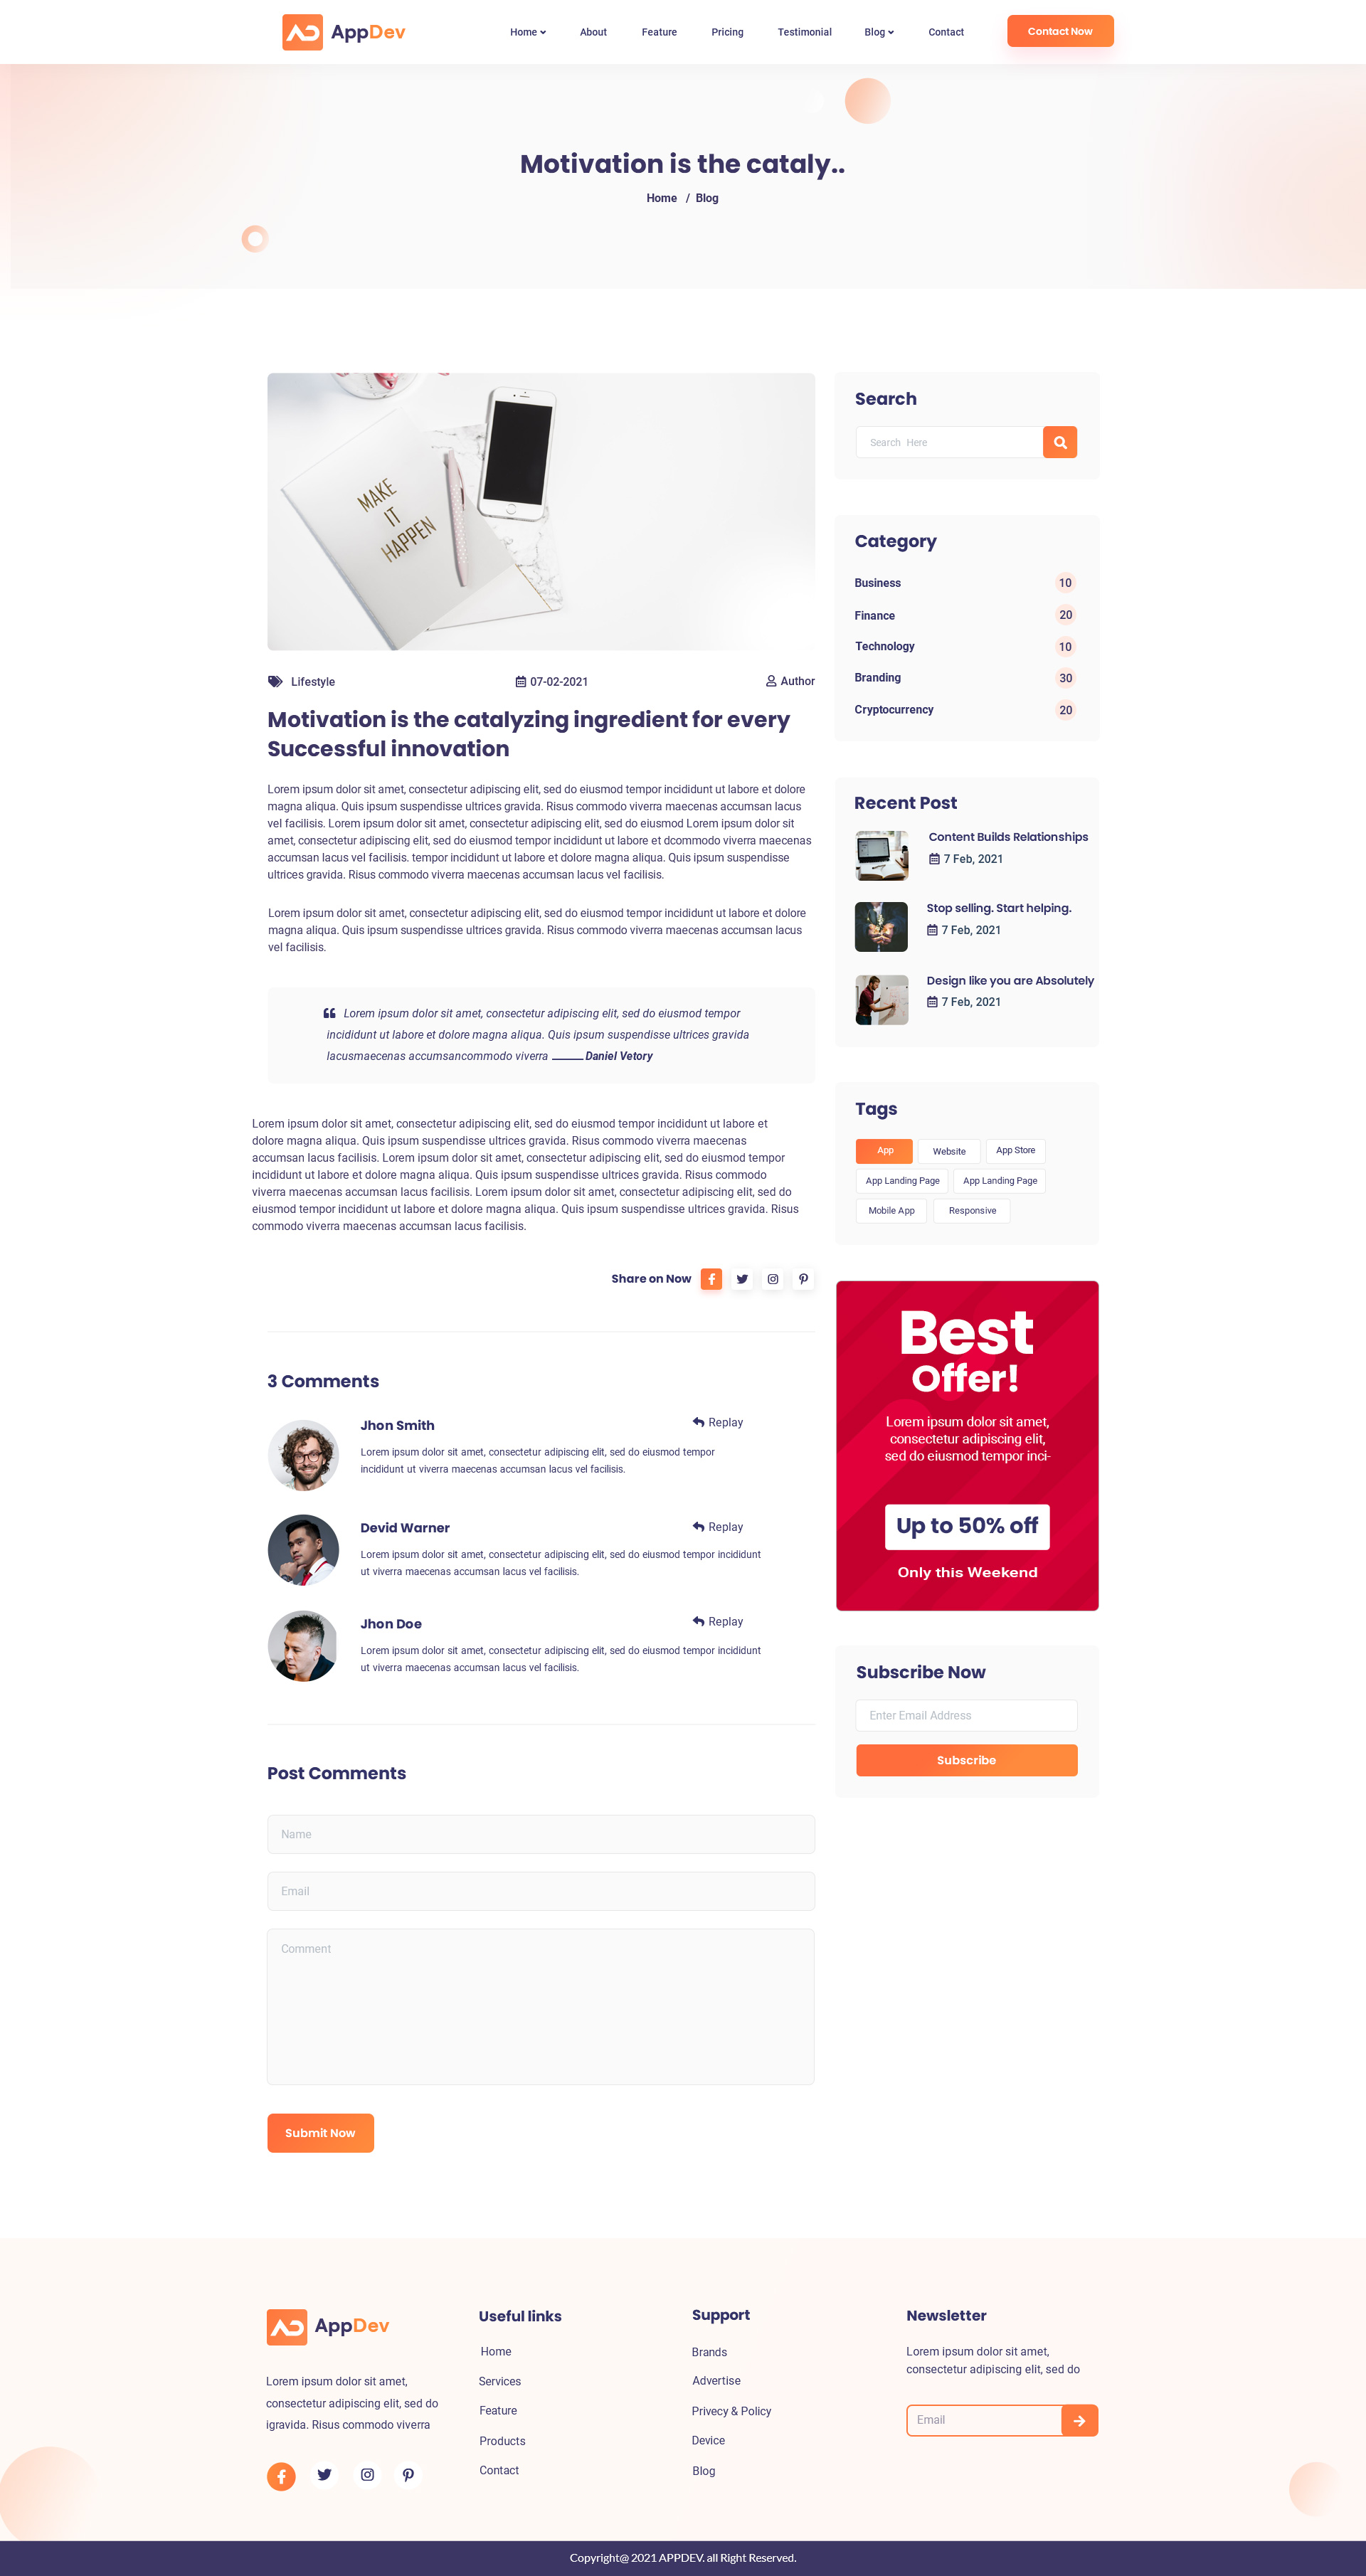 AppDev
Home About Feature Pricing Testimonial Blog Contact Contact Now
Motivation is the cataly..
Home / Blog
MAKE
IT
HAPPEN
Lifestyle 07-02-2021 Author
Motivation is the catalyzing ingredient for every
Successful innovation
Lorem ipsum dolor sit amet, consectetur adipiscing elit, sed do eiusmod tempor incididunt ut labore et dolore
magna aliqua. Quis ipsum suspendisse ultrices gravida. Risus commodo viverra maecenas accumsan lacus
vel facilisis. Lorem ipsum dolor sit amet, consectetur adipiscing elit, sed do eiusmod Lorem ipsum dolor sit
amet, consectetur adipiscing elit, sed do eiusmod tempor incididunt ut labore et dcommodo viverra maecenas
accumsan lacus vel facilisis. tempor incididunt ut labore et dolore magna aliqua. Quis ipsum suspendisse
ultrices gravida. Risus commodo viverra maecenas accumsan lacus vel facilisis.
Lorem ipsum dolor sit amet, consectetur adipiscing elit, sed do eiusmod tempor incididunt ut labore et dolore
magna aliqua. Quis ipsum suspendisse ultrices gravida. Risus commodo viverra maecenas accumsan lacus
vel facilisis.
Lorem ipsum dolor sit amet, consectetur adipiscing elit, sed do eiusmod tempor
incididunt ut labore et dolore magna aliqua. Quis ipsum suspendisse ultrices gravida
lacusmaecenas accumsancommodo viverra Daniel Vetory
Lorem ipsum dolor sit amet, consectetur adipiscing elit, sed do eiusmod tempor incididunt ut labore et
dolore magna aliqua. Quis ipsum suspendisse ultrices gravida. Risus commodo viverra maecenas
accumsan lacus facilisis. Lorem ipsum dolor sit amet, consectetur adipiscing elit, sed do eiusmod tempor
incididunt ut labore et dolore magna aliqua. Quis ipsum suspendisse ultrices gravida. Risus commodo
viverra maecenas accumsan lacus facilisis. Lorem ipsum dolor sit amet, consectetur adipiscing elit, sed do
eiusmod tempor incididunt ut labore et dolore magna aliqua. Quis ipsum suspendisse ultrices gravida. Risus
commodo viverra maecenas accumsan lacus facilisis.
Share on Now
3 Comments
Jhon Smith
Replay
Lorem ipsum dolor sit amet, consectetur adipiscing elit, sed do eiusmod tempor
incididunt ut viverra maecenas accumsan lacus vel facilisis.
Devid Warner
Replay
Lorem ipsum dolor sit amet, consectetur adipiscing elit, sed do eiusmod tempor incididunt
ut viverra maecenas accumsan lacus vel facilisis.
Jhon Doe
Replay
Lorem ipsum dolor sit amet, consectetur adipiscing elit, sed do eiusmod tempor incididunt
ut viverra maecenas accumsan lacus vel facilisis.
Post Comments
Name
Email
Comment
Submit Now
Search
Search Here
Category
Business 10
Finance 20
Technology 10
Branding 30
Cryptocurrency 20
Recent Post
Content Builds Relationships
7 Feb, 2021
Stop selling. Start helping.
7 Feb, 2021
Design like you are Absolutely
7 Feb, 2021
Tags
App Website App Store
App Landing Page App Landing Page
Mobile App Responsive
Best
Offer!
Lorem ipsum dolor sit amet,
consectetur adipiscing elit,
sed do eiusmod tempor inci-
Up to 50% off
Only this Weekend
Subscribe Now
Enter Email Address
Subscribe
AppDev
Lorem ipsum dolor sit amet,
consectetur adipiscing elit, sed do
igravida. Risus commodo viverra
Useful links
Home
Services
Feature
Products
Contact
Support
Brands
Advertise
Privecy & Policy
Device
Blog
Newsletter
Lorem ipsum dolor sit amet,
consectetur adipiscing elit, sed do
Email
Copyright@ 2021 APPDEV. all Right Reserved.